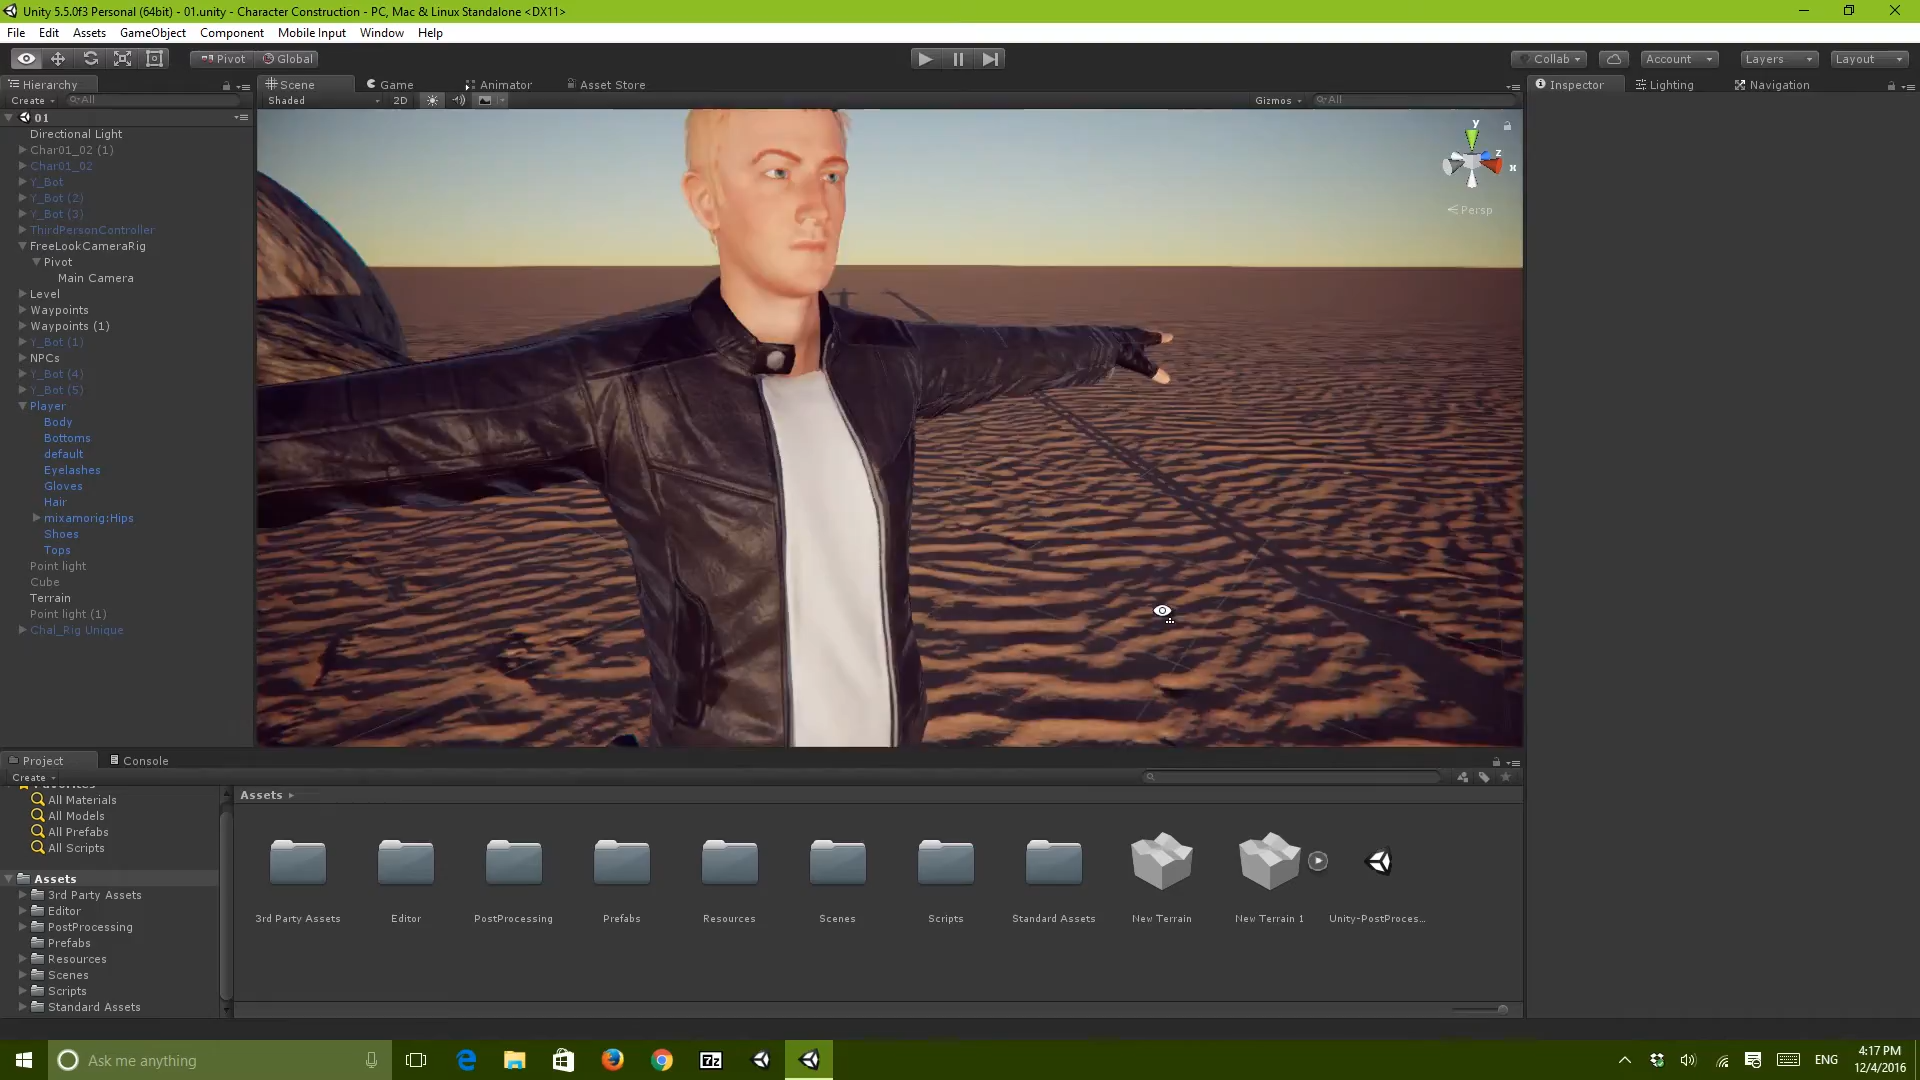 Unity 5.5.0f3 Personal (64bit) - 01.unity - Character Construction - PC, Mac & Linux Standalone <DX11>
File Edit Assets GameObject Component Mobile Input Window Help
Pivot Global Collab Account Layers Layout
Hierarchy
Create All
01
Directional Light
Char01_02 (1)
Char01_02
Y_Bot
Y_Bot (2)
Y_Bot (3)
ThirdPersonController
FreeLookCameraRig
Pivot
Main Camera
Level
Waypoints
Waypoints (1)
Y_Bot (1)
NPCs
Y_Bot (4)
Y_Bot (5)
Player
Body
Bottoms
default
Eyelashes
Gloves
Hair
mixamorig:Hips
Shoes
Tops
Point light
Cube
Terrain
Point light (1)
Chal_Rig Unique
Scene Game Animator Asset Store
Shaded 2D Gizmos All
y
z
x
Persp
Inspector Lighting Navigation
Project Console
Create
Favorites
All Materials
All Models
All Prefabs
All Scripts
Assets
3rd Party Assets
Editor
PostProcessing
Prefabs
Resources
Scenes
Scripts
Standard Assets
Assets
3rd Party Assets Editor PostProcessing Prefabs Resources Scenes Scripts Standard Assets New Terrain New Terrain 1 Unity-PostProces...
Ask me anything
7z
ENG
4:17 PM
12/4/2016